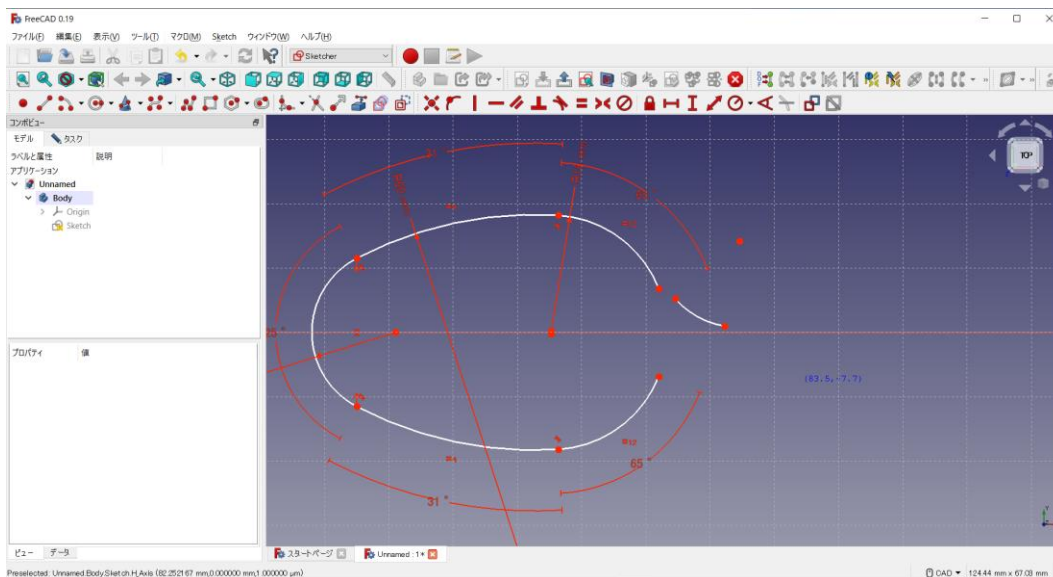 FreeCAD 0.19
ファイル(F) 編集(E) 表示(V) ツール(T) マクロ(M) Sketch ウインドウ(W) ヘルプ(H)
Sketcher
コンボビュー
モデル タスク
ラベルと属性 説明
アプリケーション
Unnamed
Body
Origin
Sketch
プロパティ 値
31 °
65 °
(83.5,-7.7)
ビュー データ
スタートページ Unnamed : 1*
Preselected: Unnamed.Body.Sketch.H_Axis (82.252167 mm,0.000000 mm,1.000000 µm) CAD 124.44 mm x 67.03 mm